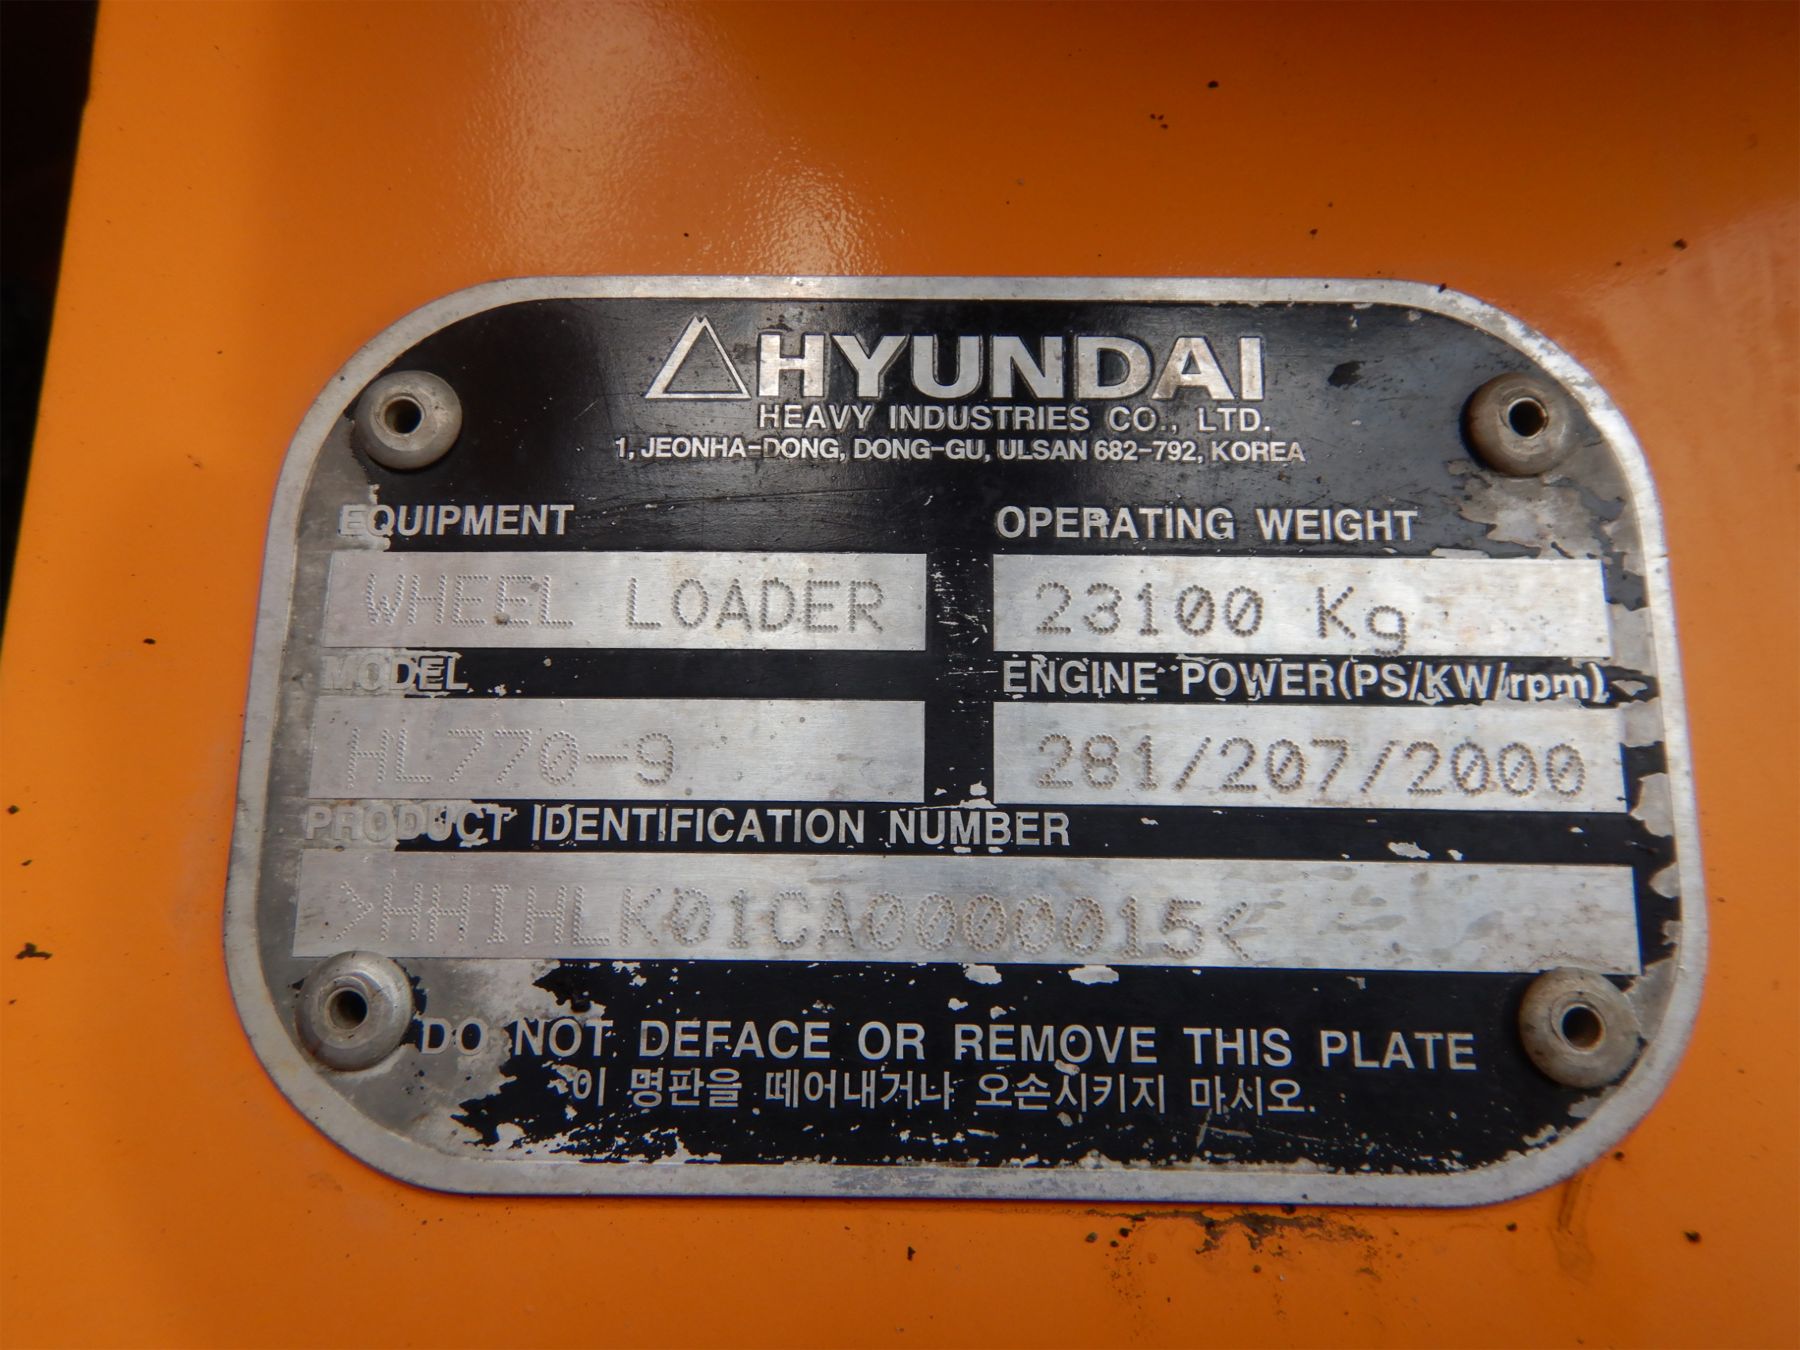 HYUNDAI
HEAVY INDUSTRIES CO., LTD.
1, JEONHA-DONG, DONG-GU, ULSAN 682-792, KOREA
EQUIPMENT
WHEEL LOADER
OPERATING WEIGHT
23100 Kg
MODEL
HL770-9
ENGINE POWER(PS/KW/rpm)
281/207/2000
PRODUCT IDENTIFICATION NUMBER
>HHIHLK01CA0000015<
DO NOT DEFACE OR REMOVE THIS PLATE
이 명판을 떼어내거나 오손시키지 마시오.